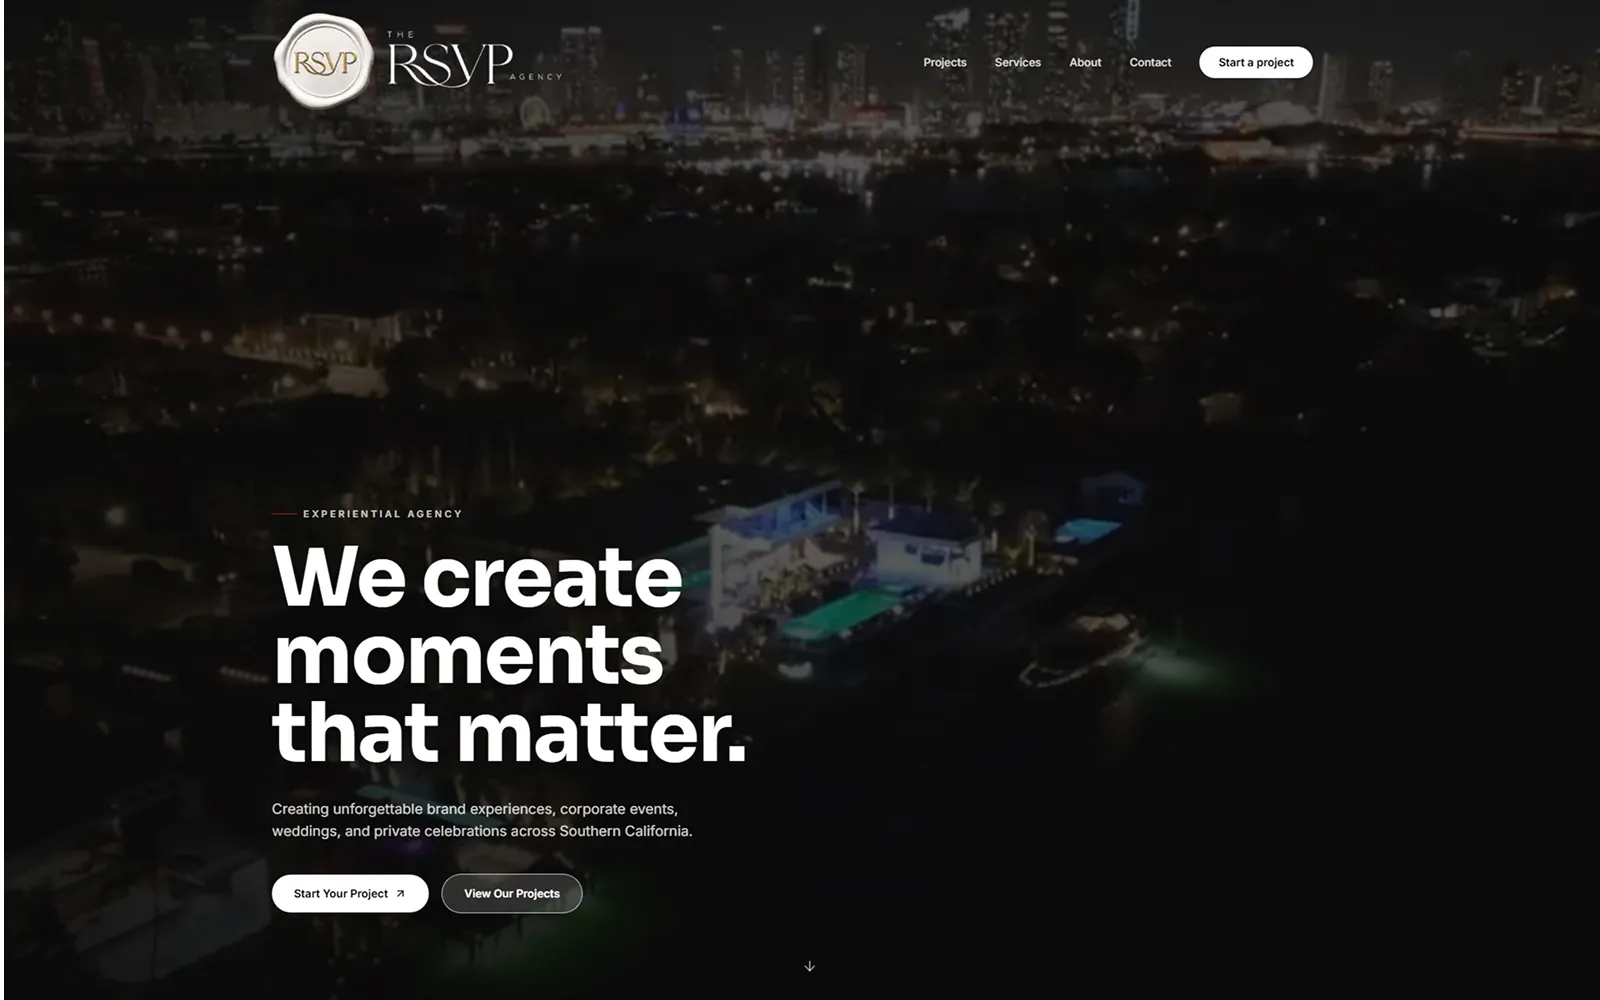 RSVP
THE
RSVP
AGENCY
Projects
Services
About
Contact
Start a project
EXPERIENTIAL AGENCY
We create
moments
that matter.
Creating unforgettable brand experiences, corporate events,
weddings, and private celebrations across Southern California.
Start Your Project
View Our Projects